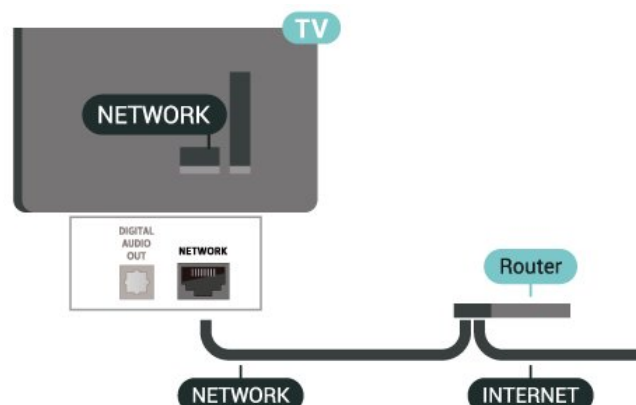 TV
NETWORK
DIGITAL
AUDIO
OUT
NETWORK
Router
NETWORK
INTERNET